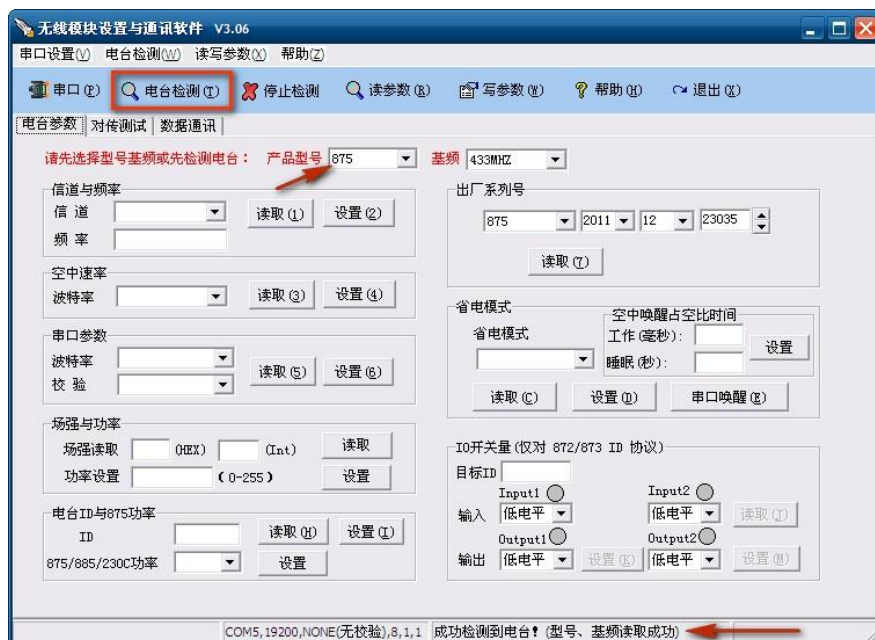 无线模块设置与通讯软件 V3.06
串口设置(V) 电台检测(W) 读写参数(X) 帮助(Z)
串口(P) 电台检测(T) 停止检测 读参数(R) 写参数(W) 帮助(H) 退出(X)
电台参数 对传测试 数据通讯
请先选择型号基频或先检测电台： 产品型号 875 基频 433MHZ
信道与频率
信 道 读取(1) 设置(2)
频 率
空中速率
波特率 读取(3) 设置(4)
串口参数
波特率
校 验
读取(5) 设置(6)
场强与功率
场强读取 (HEX) (Int) 读取
功率设置 (0-255) 设置
电台ID与875功率
ID 读取(H) 设置(I)
875/885/230C功率 设置
出厂系列号
875 2011 12 23035
读取(7)
省电模式
省电模式
空中唤醒占空比时间
工作(毫秒):
睡眠(秒):
设置
读取(C) 设置(D) 串口唤醒(E)
IO开关量(仅对 872/873 ID 协议)
目标ID
Input1 Input2
输入 低电平 低电平 读取(J)
Output1 Output2
输出 低电平 设置(K) 低电平 设置(M)
COM5,19200,NONE(无校验),8,1,1 成功检测到电台! (型号、基频读取成功)